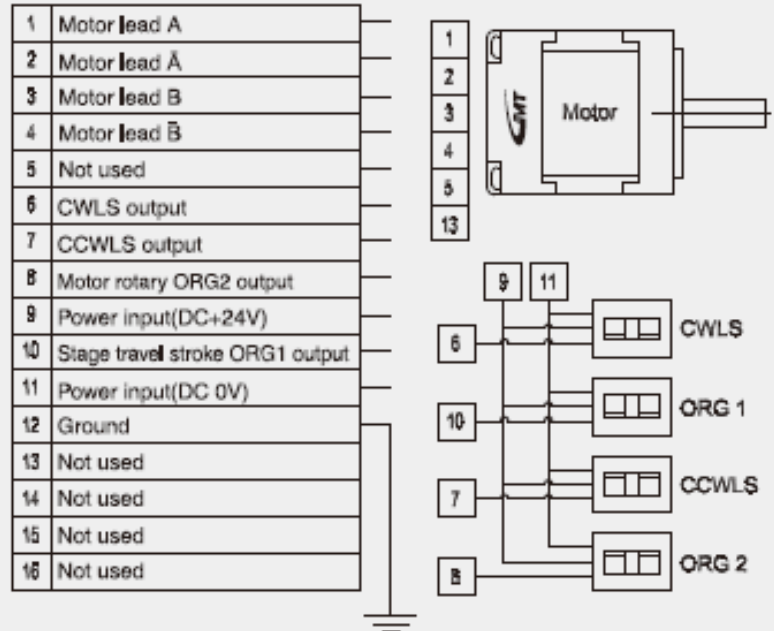 1 Motor lead A
2 Motor lead Ā
3 Motor lead B
4 Motor lead B̄
5 Not used
6 CWLS output
7 CCWLS output
8 Motor rotary ORG2 output
9 Power input(DC+24V)
10 Stage travel stroke ORG1 output
11 Power input(DC 0V)
12 Ground
13 Not used
14 Not used
15 Not used
16 Not used
1
2
3
4
5
13
GMT
Motor
9 11
6 CWLS
10 ORG 1
7 CCWLS
8 ORG 2